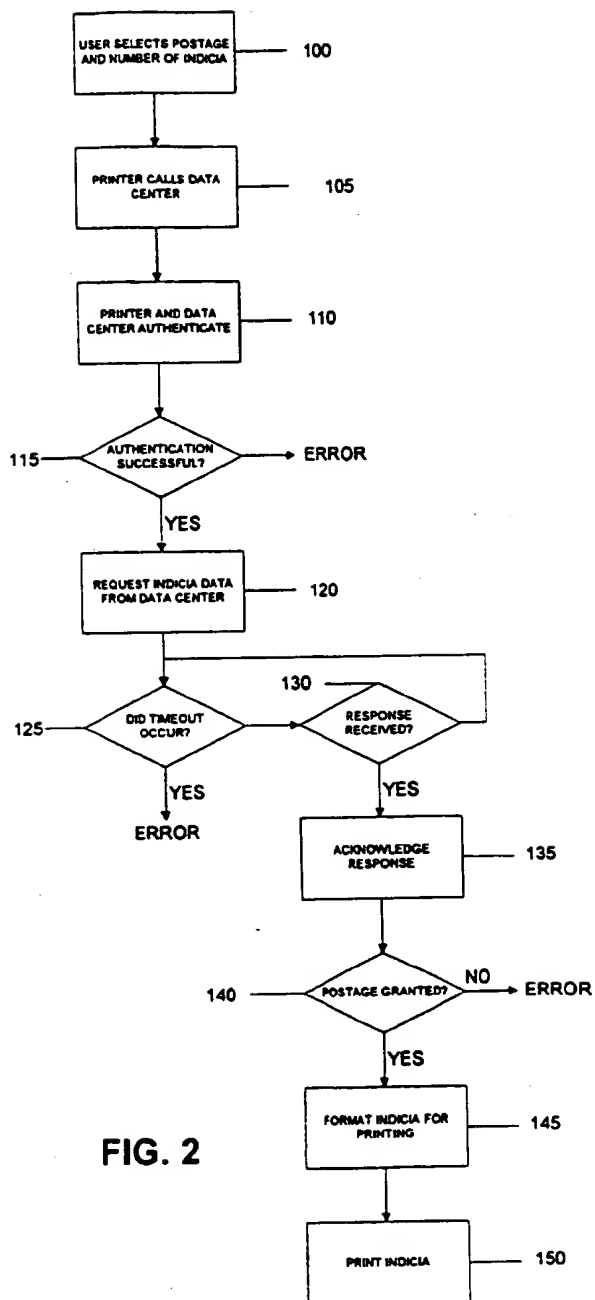 USER SELECTS POSTAGE
AND NUMBER OF INDICIA
100
PRINTER CALLS DATA
CENTER
105
PRINTER AND DATA
CENTER AUTHENTICATE
110
AUTHENTICATION
SUCCESSFUL?
115
ERROR
YES
REQUEST INDICIA DATA
FROM DATA CENTER
120
130
DID TIMEOUT
OCCUR?
125
RESPONSE
RECEIVED?
YES
YES
ERROR
ACKNOWLEDGE
RESPONSE
135
POSTAGE GRANTED?
140
NO
ERROR
YES
FORMAT INDICIA FOR
PRINTING
145
FIG. 2
PRINT INDICIA
150